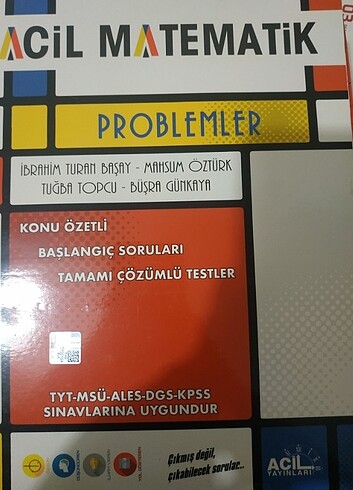 ACİL MATEMATİK
PROBLEMLER
İBRAHİM TURAN BAŞAY - MAHSUM ÖZTÜRK
TUĞBA TOPCU - BÜŞRA GÜNKAYA
KONU ÖZETLİ
BAŞLANGIÇ SORULARI
TAMAMI ÇÖZÜMLÜ TESTLER
TYT-MSÜ-ALES-DGS-KPSS
SINAVLARINA UYGUNDUR
Çıkmış değil,
çıkabilecek sorular...
ACİL
YAYINLARI